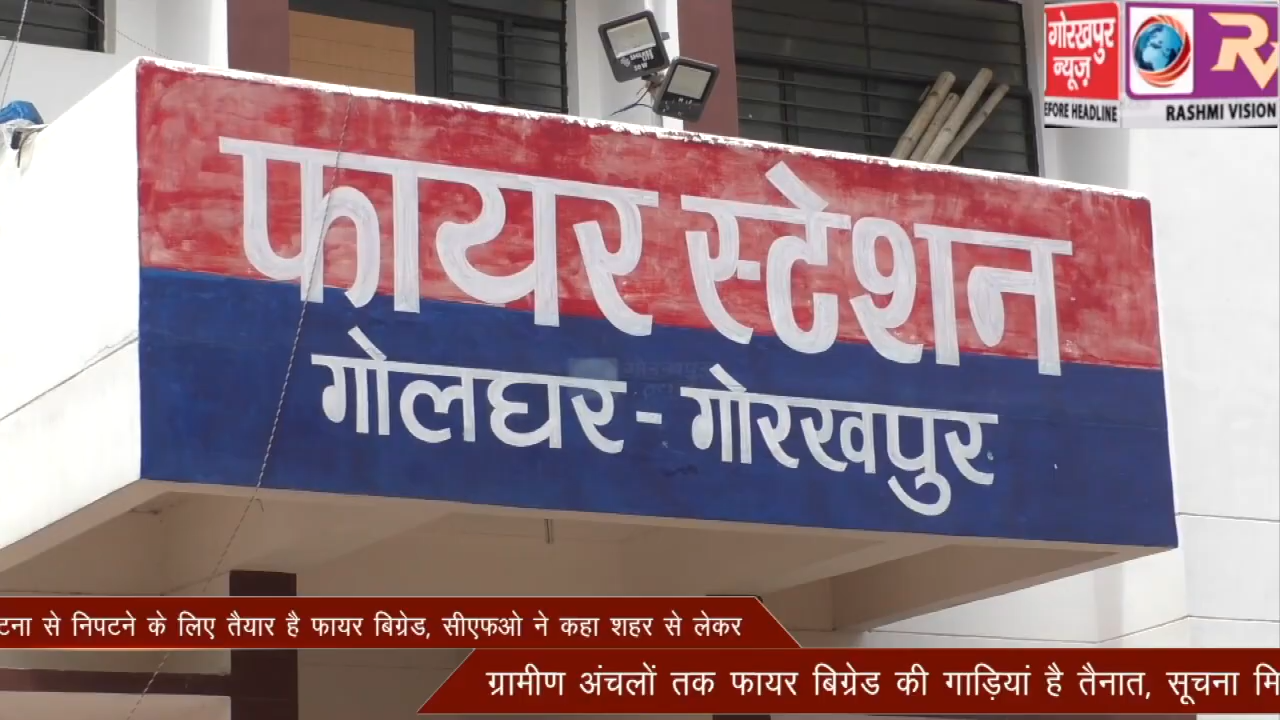 गोरखपुर
न्यूज़
EFORE HEADLINE
RASHMI VISION
फायर स्टेशन
गोलघर - गोरखपुर
टना से निपटने के लिए तैयार है फायर बिग्रेड, सीएफओ ने कहा शहर से लेकर
ग्रामीण अंचलों तक फायर बिग्रेड की गाड़ियां है तैनात, सूचना मि